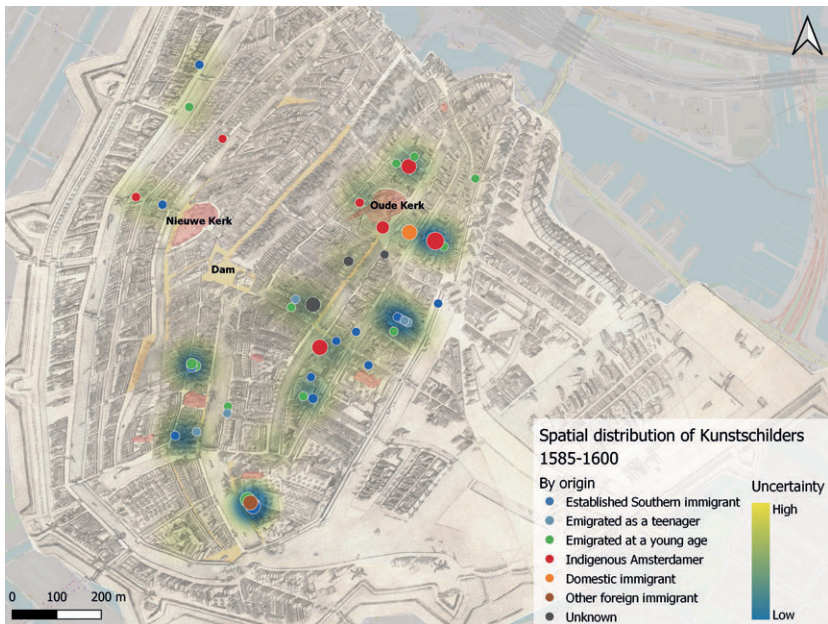 Oude Kerk
Nieuwe Kerk
Dam
Spatial distribution of Kunstschilders
1585-1600
By origin
Established Southern immigrant
Emigrated as a teenager
Emigrated at a young age
Indigenous Amsterdamer
Domestic immigrant
Other foreign immigrant
Unknown
Uncertainty
High
Low
0 100 200 m